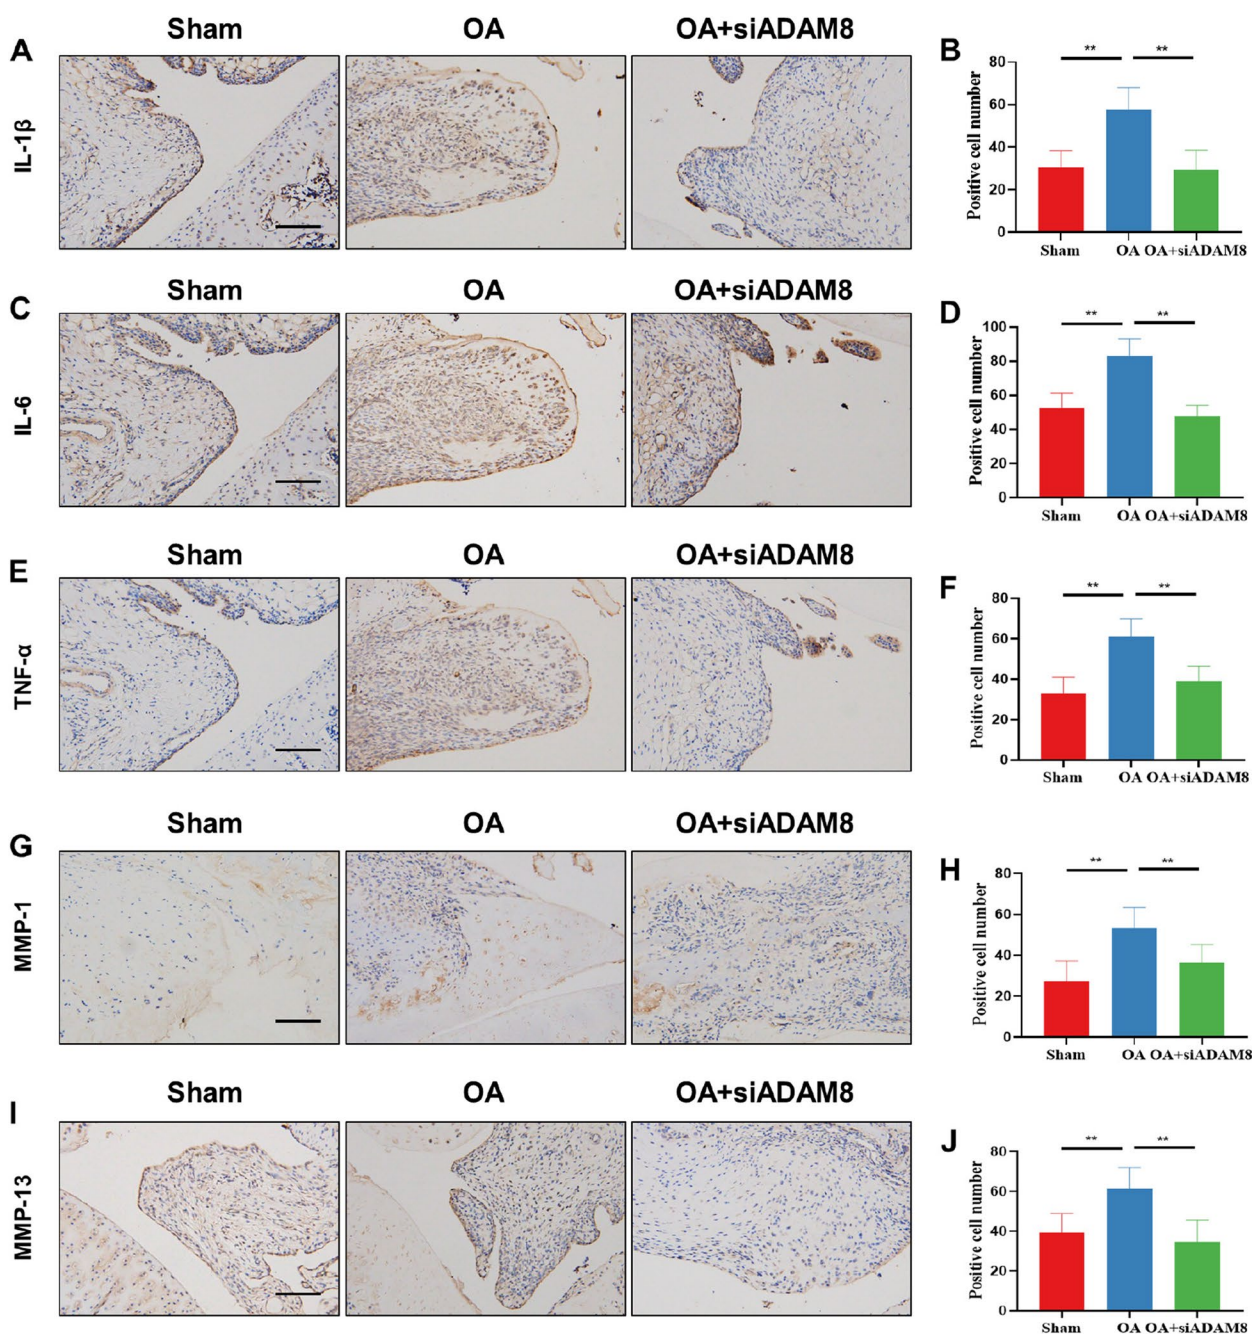 A
Sham
OA
OA+siADAM8
IL-1β
B
Positive cell number
80
60
40
20
0
**
**
Sham
OA
OA+siADAM8
C
Sham
OA
OA+siADAM8
IL-6
D
Positive cell number
100
80
60
40
20
0
**
**
Sham
OA
OA+siADAM8
E
Sham
OA
OA+siADAM8
TNF-α
F
Positive cell number
80
60
40
20
0
**
**
Sham
OA
OA+siADAM8
G
Sham
OA
OA+siADAM8
MMP-1
H
Positive cell number
80
60
40
20
0
**
**
Sham
OA
OA+siADAM8
I
Sham
OA
OA+siADAM8
MMP-13
J
Positive cell number
80
60
40
20
0
**
**
Sham
OA
OA+siADAM8